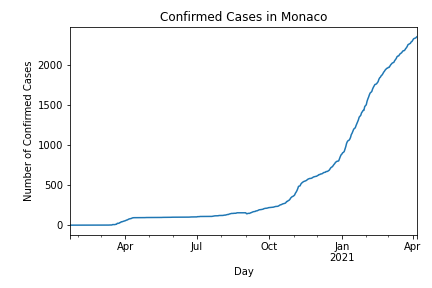 Confirmed Cases in Monaco
Number of Confirmed Cases
2000
1500
1000
500
0
Apr
Jul
Oct
Jan
2021
Apr
Day